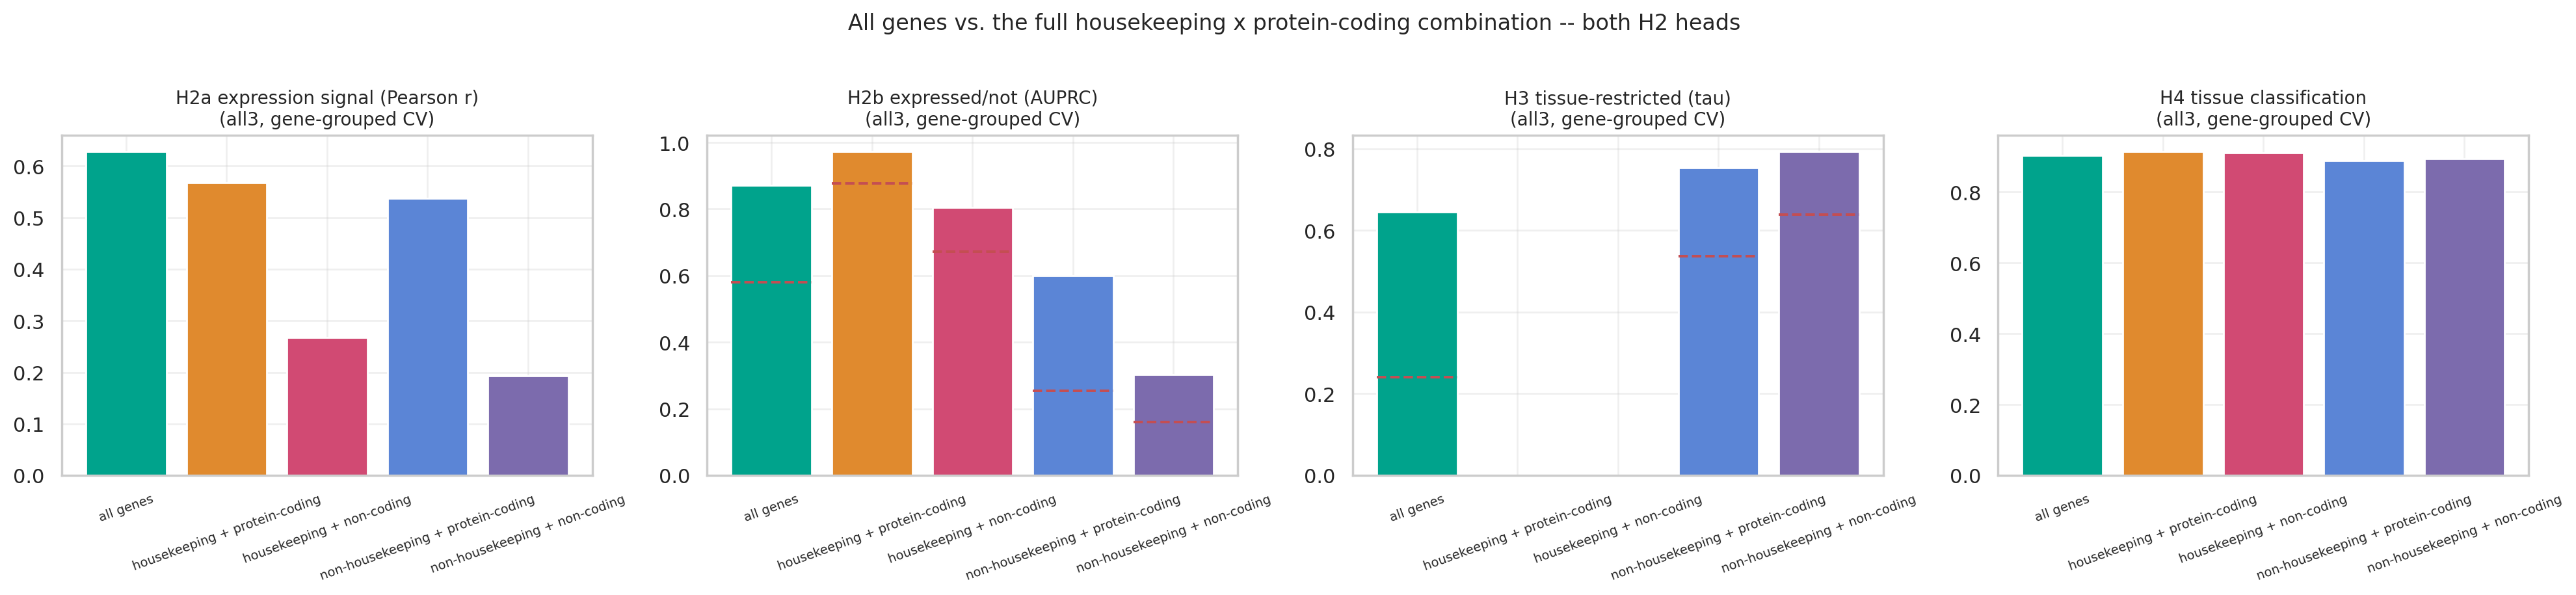 All genes vs. the full housekeeping x protein-coding combination -- both H2 heads
H2a expression signal (Pearson r)
(all3, gene-grouped CV)
0.6
0.5
0.4
0.3
0.2
0.1
0.0
all genes
housekeeping + protein-coding
housekeeping + non-coding
non-housekeeping + protein-coding
non-housekeeping + non-coding
H2b expressed/not (AUPRC)
(all3, gene-grouped CV)
1.0
0.8
0.6
0.4
0.2
0.0
all genes
housekeeping + protein-coding
housekeeping + non-coding
non-housekeeping + protein-coding
non-housekeeping + non-coding
H3 tissue-restricted (tau)
(all3, gene-grouped CV)
0.8
0.6
0.4
0.2
0.0
all genes
housekeeping + protein-coding
housekeeping + non-coding
non-housekeeping + protein-coding
non-housekeeping + non-coding
H4 tissue classification
(all3, gene-grouped CV)
0.8
0.6
0.4
0.2
0.0
all genes
housekeeping + protein-coding
housekeeping + non-coding
non-housekeeping + protein-coding
non-housekeeping + non-coding